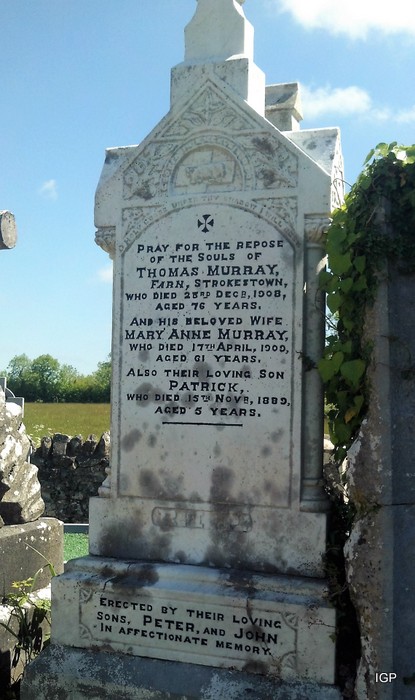 PRAY FOR THE REPOSE
OF THE SOULS OF
THOMAS MURRAY,
FARN, STROKESTOWN,
WHO DIED 23RD DECR, 1908,
AGED 76 YEARS.
AND HIS BELOVED WIFE
MARY ANNE MURRAY,
WHO DIED 17TH APRIL, 1900,
AGED 61 YEARS.
ALSO THEIR LOVING SON
PATRICK,
WHO DIED 15TH NOVR, 1889,
AGED 5 YEARS.
ERECTED BY THEIR LOVING
SONS, PETER, AND JOHN,
IN AFFECTIONATE MEMORY.
IGP